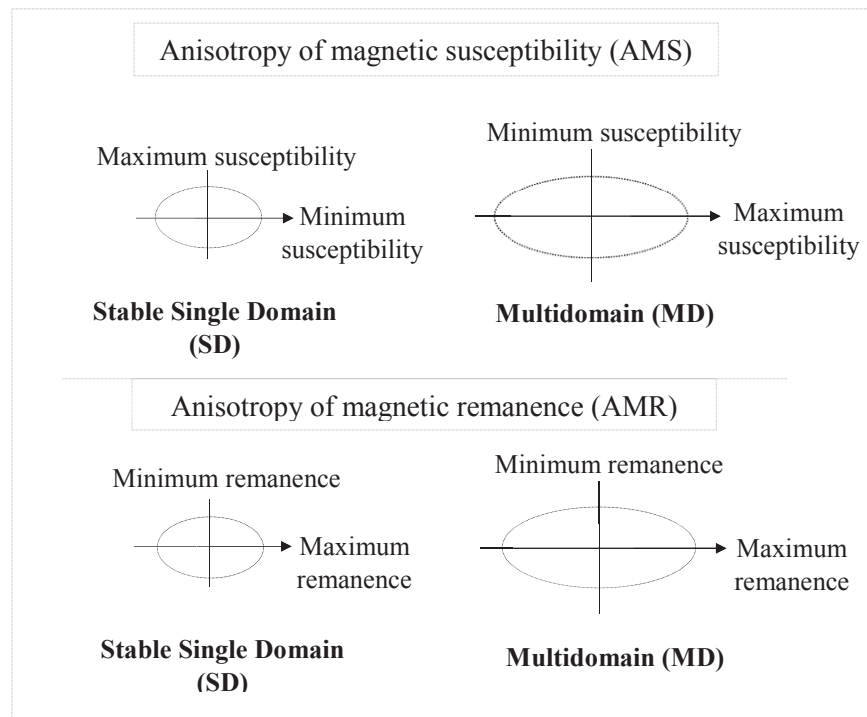 Anisotropy of magnetic susceptibility (AMS)
Maximum susceptibility
Minimum
susceptibility
Stable Single Domain
(SD)
Minimum susceptibility
Maximum
susceptibility
Multidomain (MD)
Anisotropy of magnetic remanence (AMR)
Minimum remanence
Maximum
remanence
Stable Single Domain
(SD)
Minimum remanence
Maximum
remanence
Multidomain (MD)